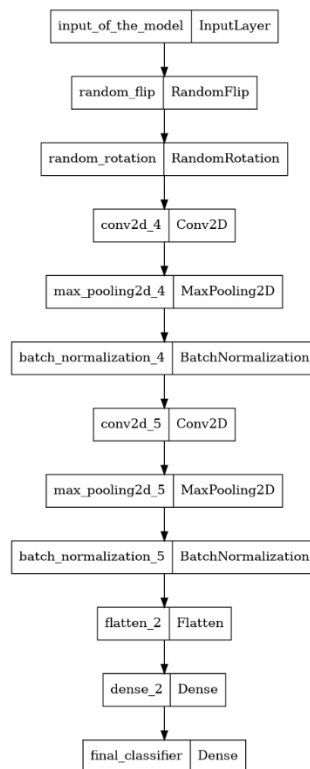 input_of_the_model InputLayer
random_flip RandomFlip
random_rotation RandomRotation
conv2d_4 Conv2D
max_pooling2d_4 MaxPooling2D
batch_normalization_4 BatchNormalization
conv2d_5 Conv2D
max_pooling2d_5 MaxPooling2D
batch_normalization_5 BatchNormalization
flatten_2 Flatten
dense_2 Dense
final_classifier Dense